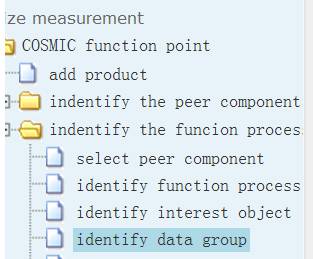 ize measurement
COSMIC function point
add product
indentify the peer component
indentify the funcion proces
select peer component
identify function process
identify interest object
identify data group